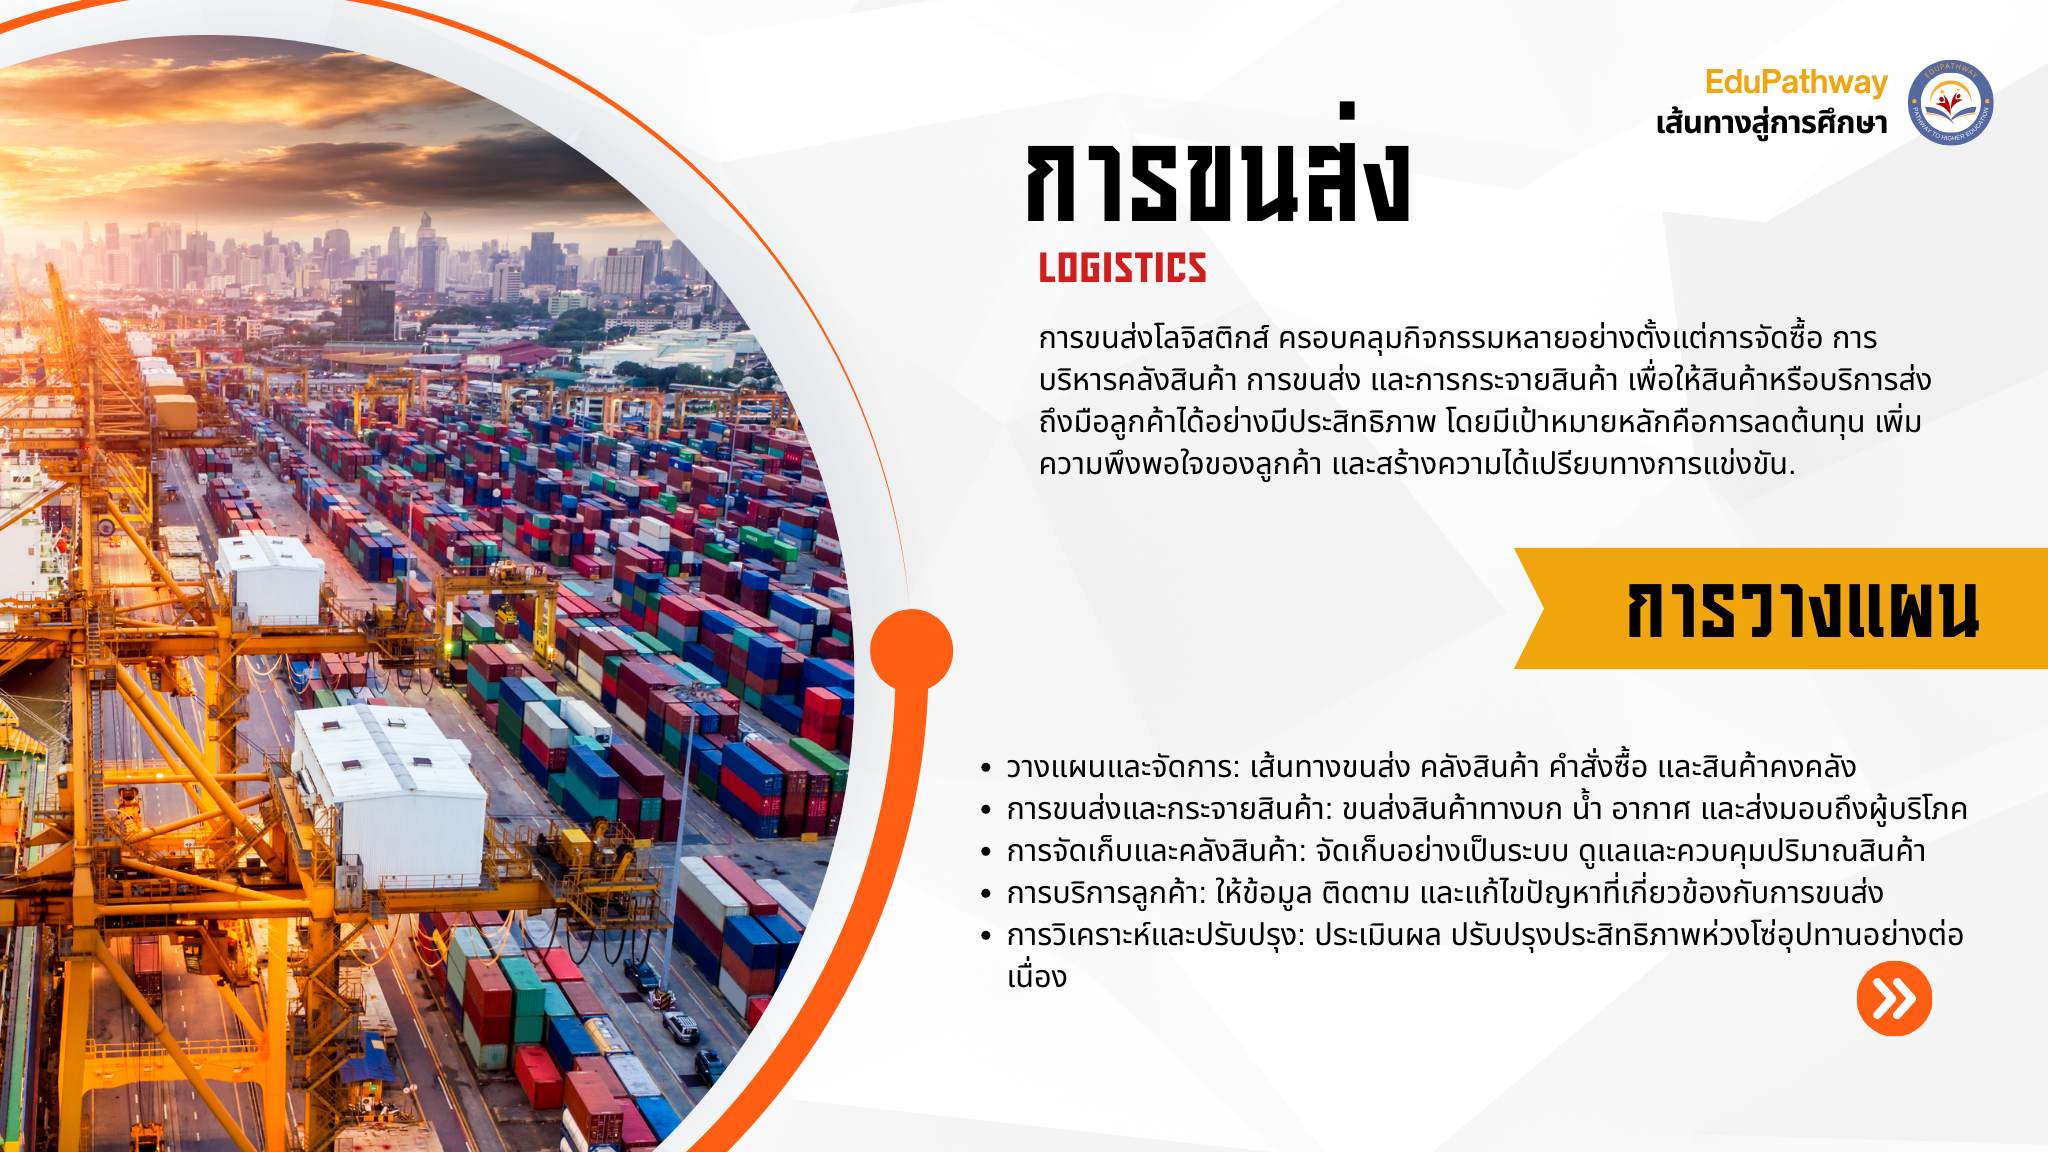 EduPathway
เส้นทางสู่การศึกษา
EDUPATHWAY
PATHWAY TO HIGHER EDUCATION
การขนส่ง
LOGISTICS
การขนส่งโลจิสติกส์ ครอบคลุมกิจกรรมหลายอย่างตั้งแต่การจัดซื้อ การ
บริหารคลังสินค้า การขนส่ง และการกระจายสินค้า เพื่อให้สินค้าหรือบริการส่ง
ถึงมือลูกค้าได้อย่างมีประสิทธิภาพ โดยมีเป้าหมายหลักคือการลดต้นทุน เพิ่ม
ความพึงพอใจของลูกค้า และสร้างความได้เปรียบทางการแข่งขัน.
การวางแผน
• วางแผนและจัดการ: เส้นทางขนส่ง คลังสินค้า คำสั่งซื้อ และสินค้าคงคลัง
• การขนส่งและกระจายสินค้า: ขนส่งสินค้าทางบก น้ำ อากาศ และส่งมอบถึงผู้บริโภค
• การจัดเก็บและคลังสินค้า: จัดเก็บอย่างเป็นระบบ ดูแลและควบคุมปริมาณสินค้า
• การบริการลูกค้า: ให้ข้อมูล ติดตาม และแก้ไขปัญหาที่เกี่ยวข้องกับการขนส่ง
• การวิเคราะห์และปรับปรุง: ประเมินผล ปรับปรุงประสิทธิภาพห่วงโซ่อุปทานอย่างต่อ
เนื่อง